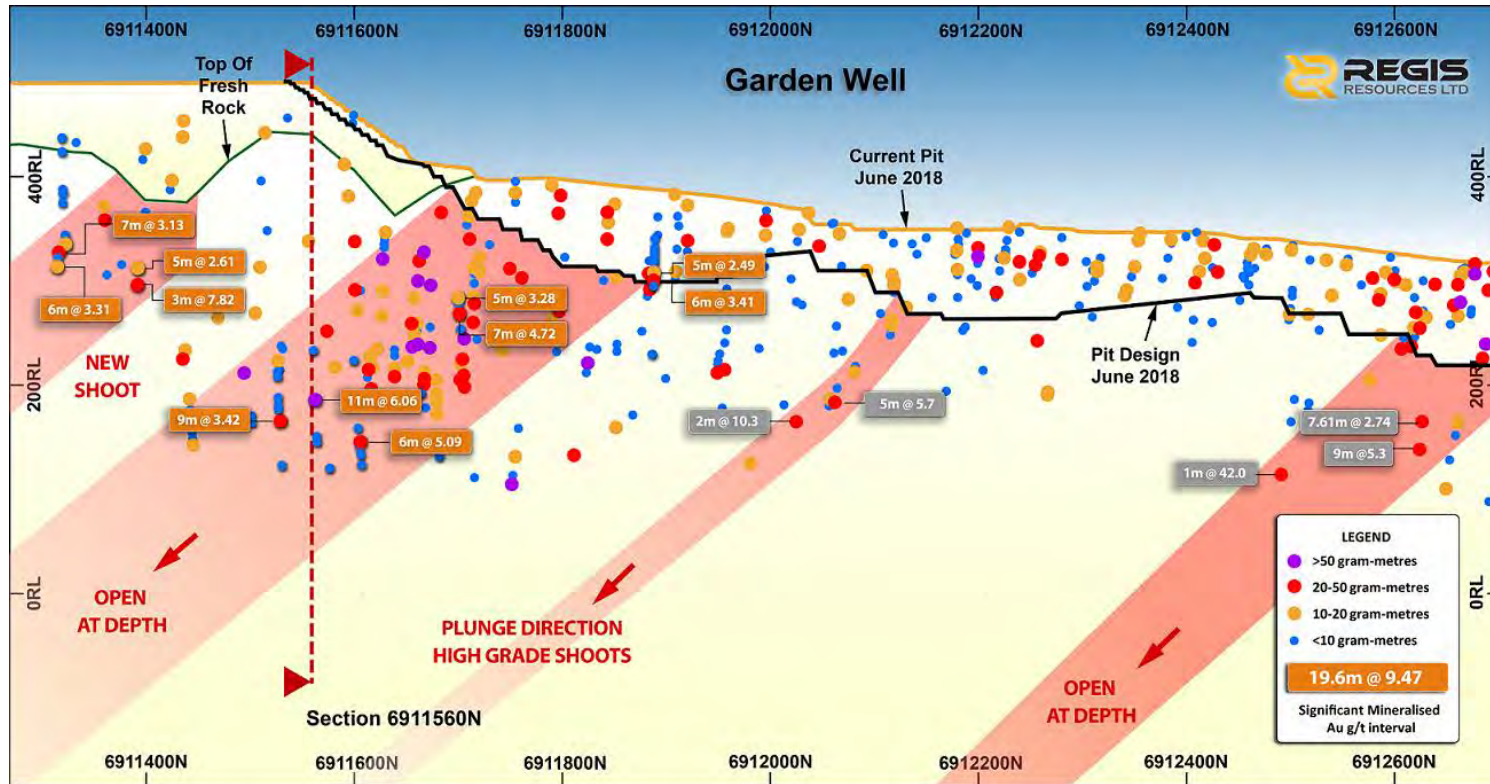 6911400N
6911600N
6911800N
6912000N
6912200N
6912400N
6912600N
Garden Well
REGIS
RESOURCES LTD
Top Of
Fresh
Rock
Current Pit
June 2018
400RL
400RL
7m @ 3.13
5m @ 2.61
3m @ 7.82
6m @ 3.31
5m @ 2.49
6m @ 3.41
5m @ 3.28
7m @ 4.72
NEW
SHOOT
Pit Design
June 2018
200RL
200RL
11m @ 6.06
9m @ 3.42
6m @ 5.09
5m @ 5.7
2m @ 10.3
7.61m @ 2.74
9m @5.3
1m @ 42.0
0RL
0RL
OPEN
AT DEPTH
PLUNGE DIRECTION
HIGH GRADE SHOOTS
OPEN
AT DEPTH
LEGEND
>50 gram-metres
20-50 gram-metres
10-20 gram-metres
<10 gram-metres
19.6m @ 9.47
Significant Mineralised
Au g/t interval
Section 6911560N
6911400N
6911600N
6911800N
6912000N
6912200N
6912400N
6912600N